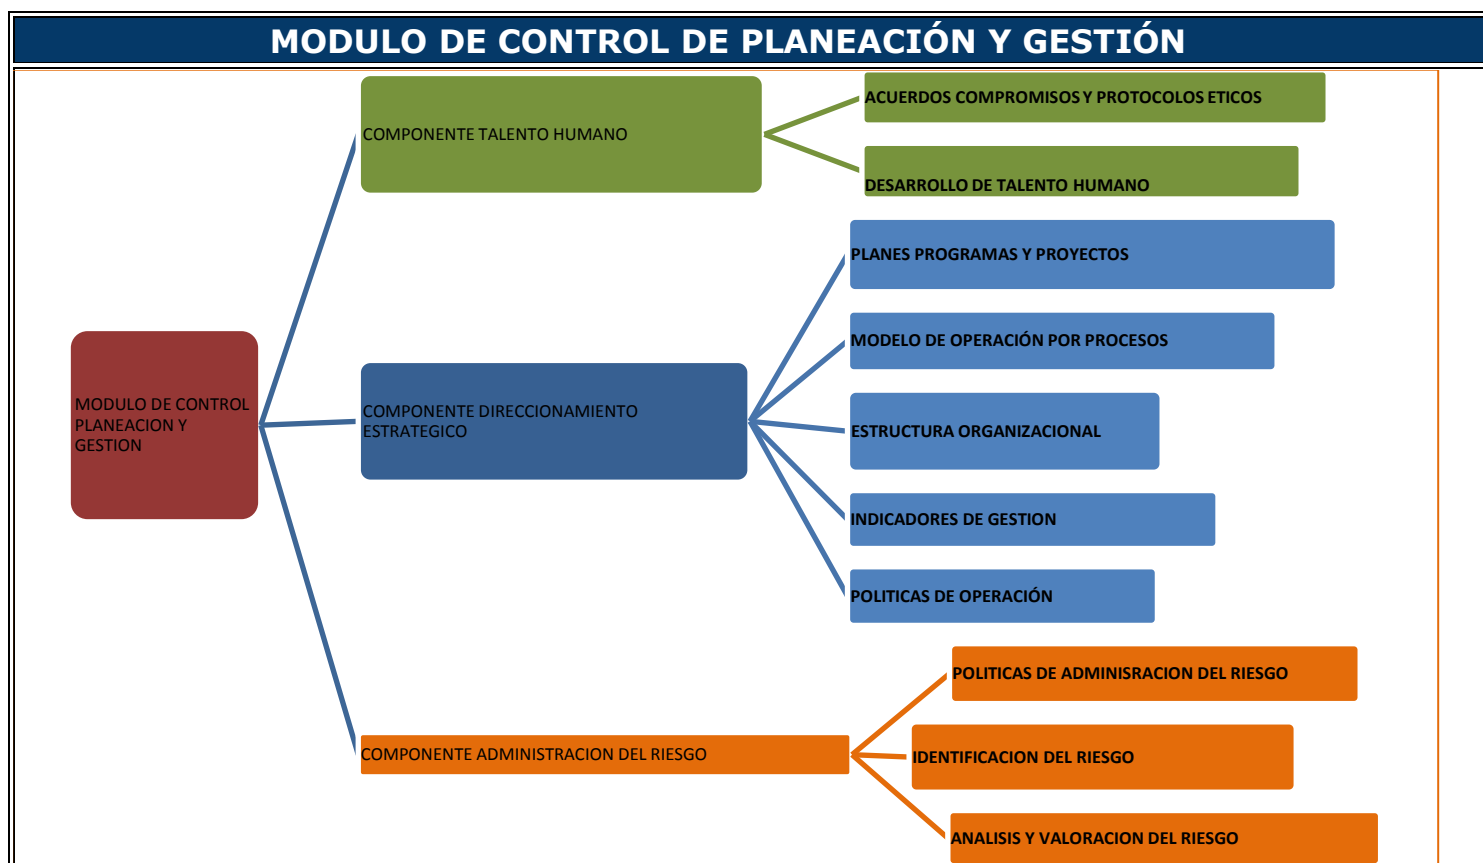 MODULO DE CONTROL DE PLANEACIÓN Y GESTIÓN
MODULO DE CONTROL
PLANEACION Y
GESTION
COMPONENTE TALENTO HUMANO
ACUERDOS COMPROMISOS Y PROTOCOLOS ETICOS
DESARROLLO DE TALENTO HUMANO
COMPONENTE DIRECCIONAMIENTO
ESTRATEGICO
PLANES PROGRAMAS Y PROYECTOS
MODELO DE OPERACIÓN POR PROCESOS
ESTRUCTURA ORGANIZACIONAL
INDICADORES DE GESTION
POLITICAS DE OPERACIÓN
COMPONENTE ADMINISTRACION DEL RIESGO
POLITICAS DE ADMINISRACION DEL RIESGO
IDENTIFICACION DEL RIESGO
ANALISIS Y VALORACION DEL RIESGO